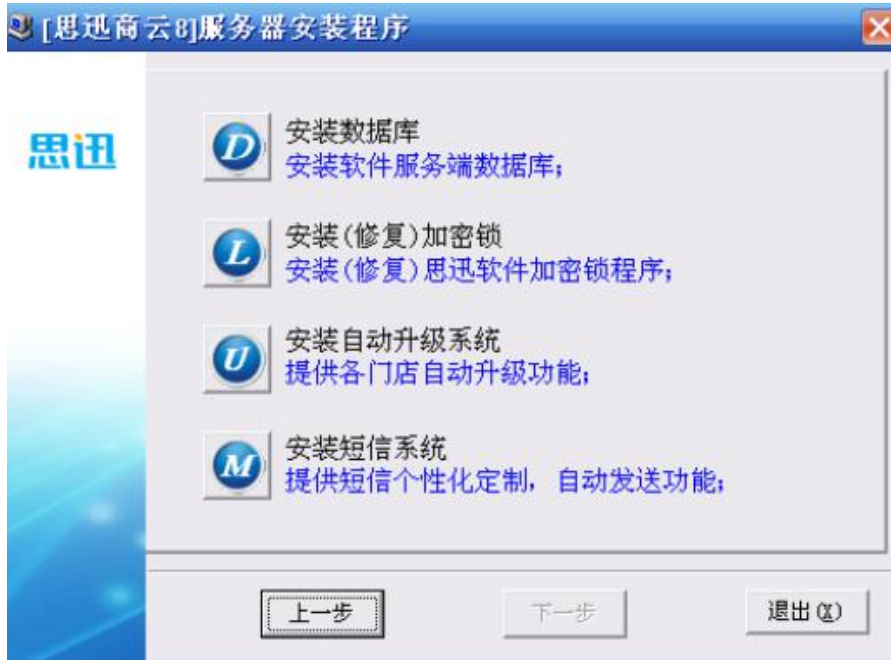 [思迅商云8]服务器安装程序
思迅
D
安装数据库
安装软件服务端数据库;
L
安装(修复)加密锁
安装(修复)思迅软件加密锁程序;
U
安装自动升级系统
提供各门店自动升级功能;
M
安装短信系统
提供短信个性化定制, 自动发送功能;
上一步
下一步
退出(X)